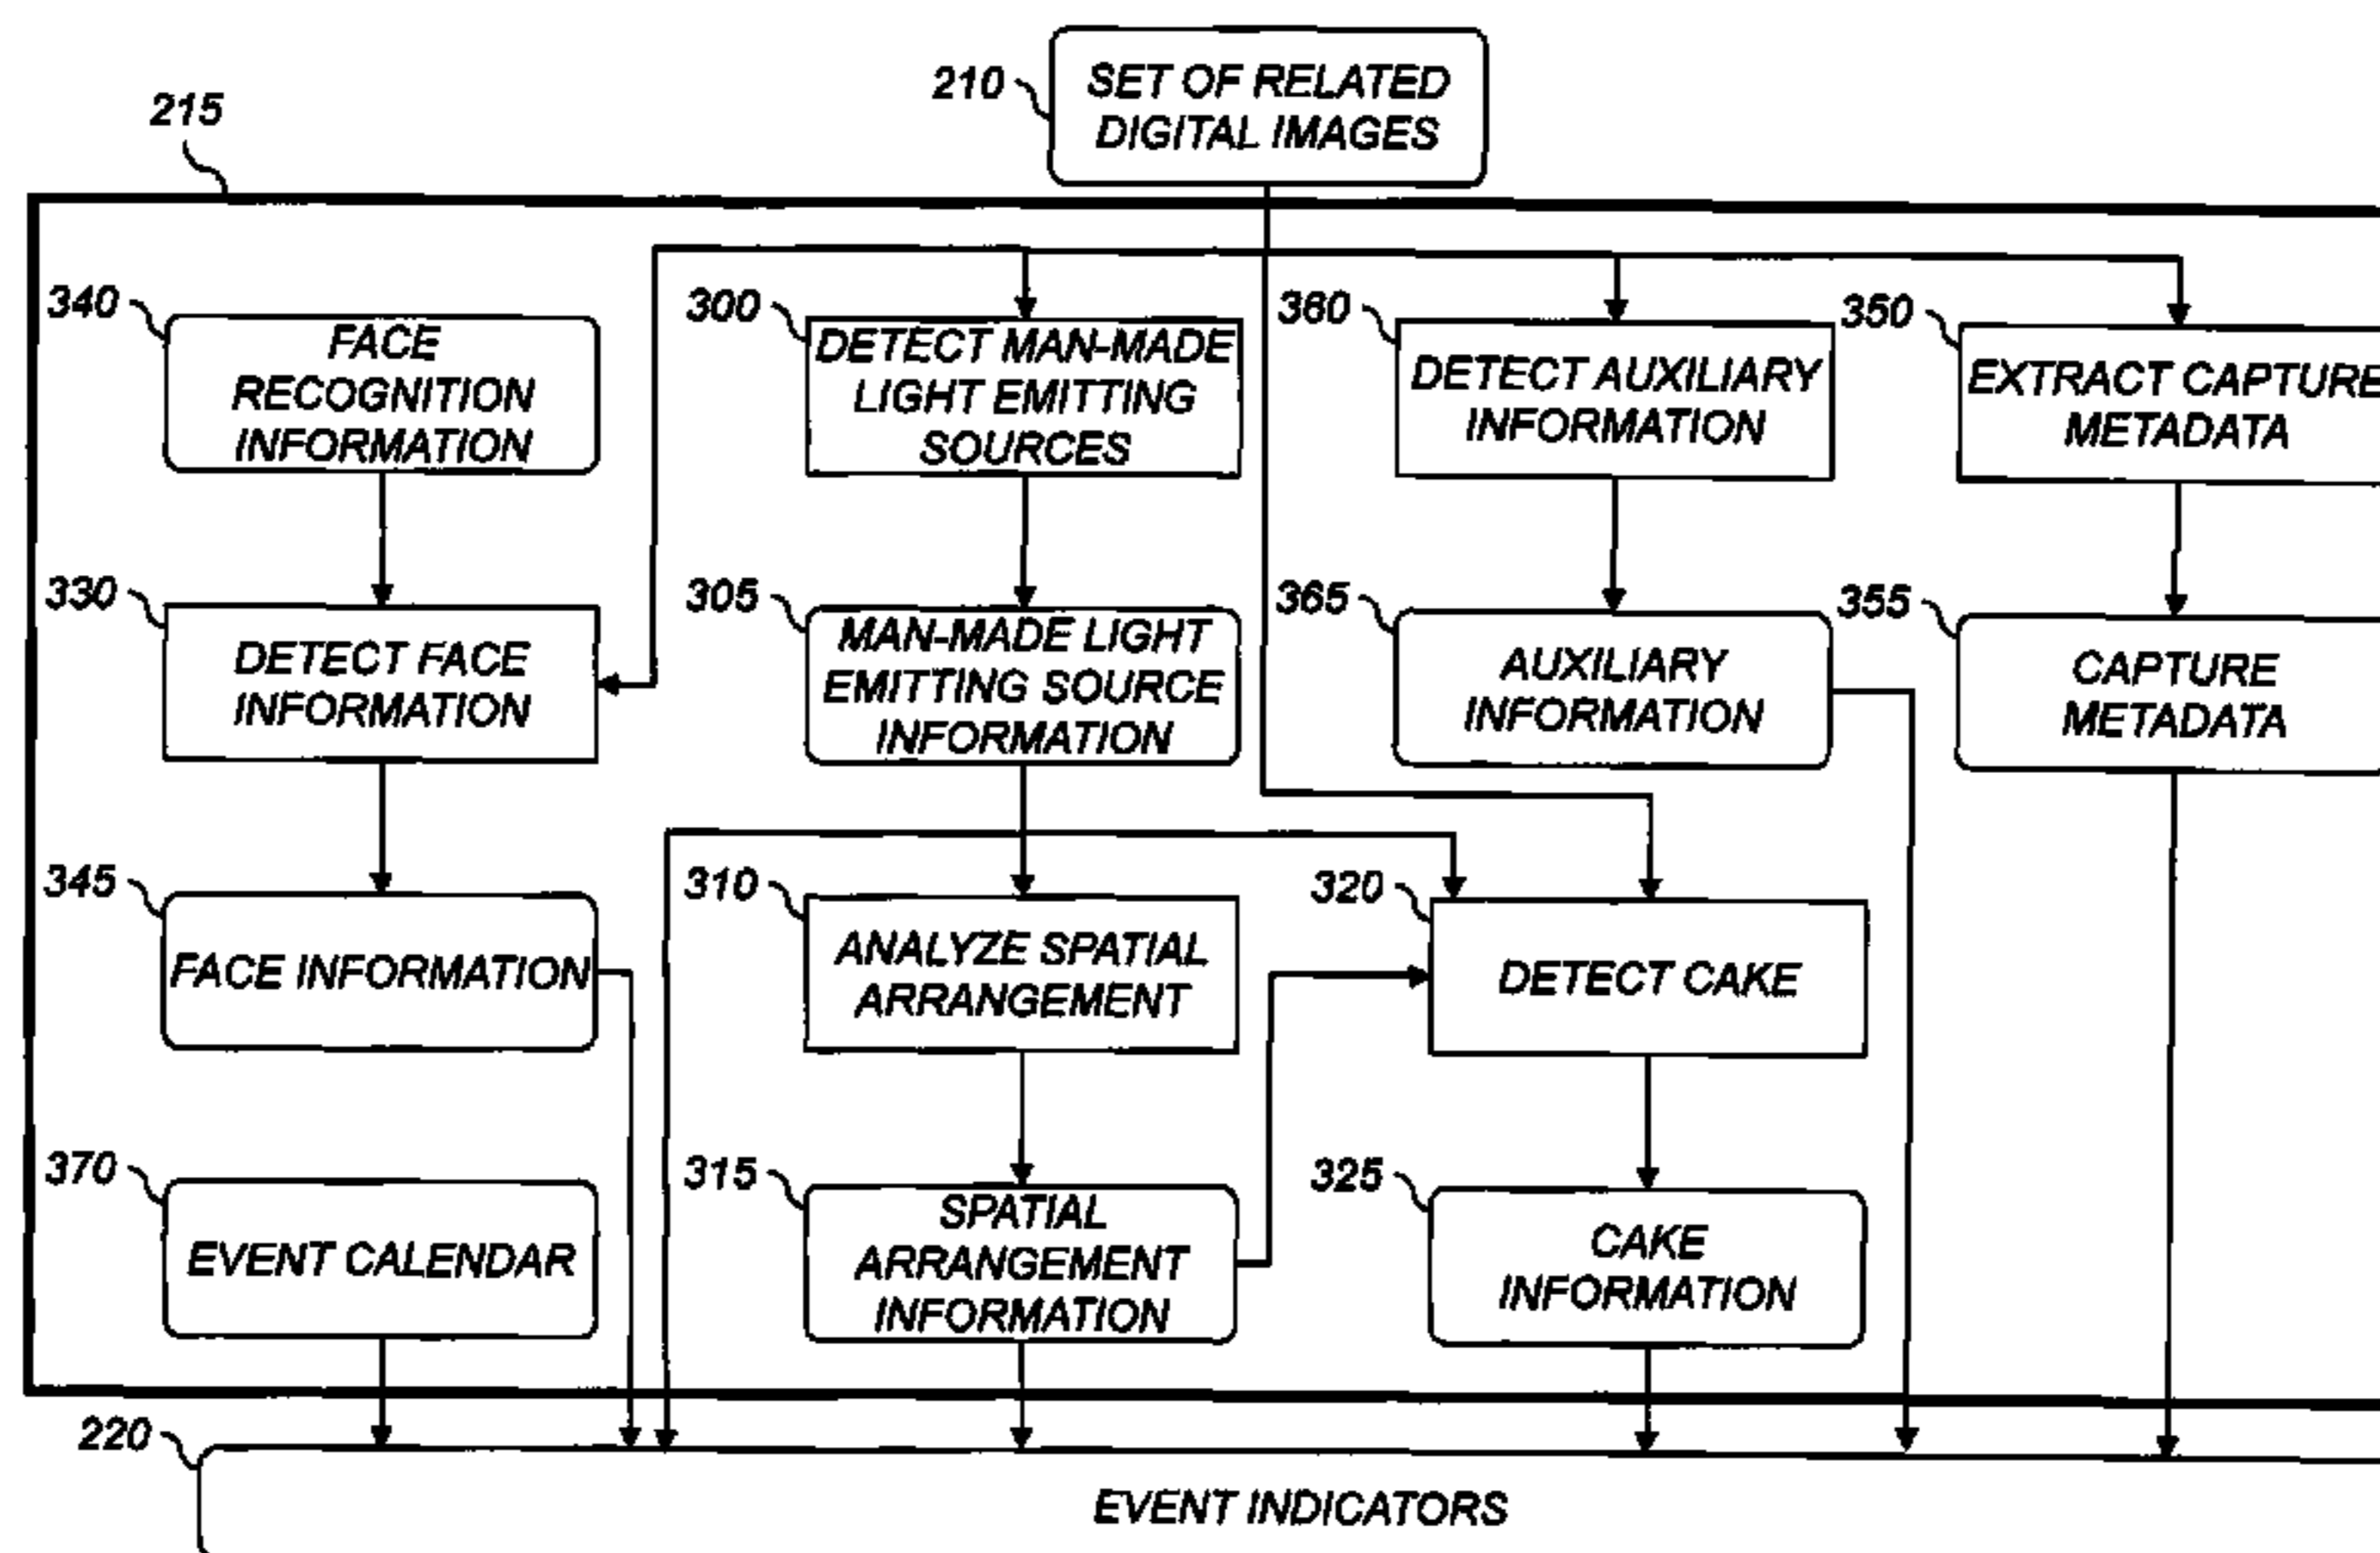 210
SET OF RELATED
DIGITAL IMAGES
215
340
FACE
RECOGNITION
INFORMATION
300
DETECT MAN-MADE
LIGHT EMITTING
SOURCES
360
DETECT AUXILIARY
INFORMATION
350
EXTRACT CAPTURE
METADATA
330
DETECT FACE
INFORMATION
305
MAN-MADE LIGHT
EMITTING SOURCE
INFORMATION
365
AUXILIARY
INFORMATION
355
CAPTURE
METADATA
345
FACE INFORMATION
310
ANALYZE SPATIAL
ARRANGEMENT
320
DETECT CAKE
370
EVENT CALENDAR
315
SPATIAL
ARRANGEMENT
INFORMATION
325
CAKE
INFORMATION
220
EVENT INDICATORS